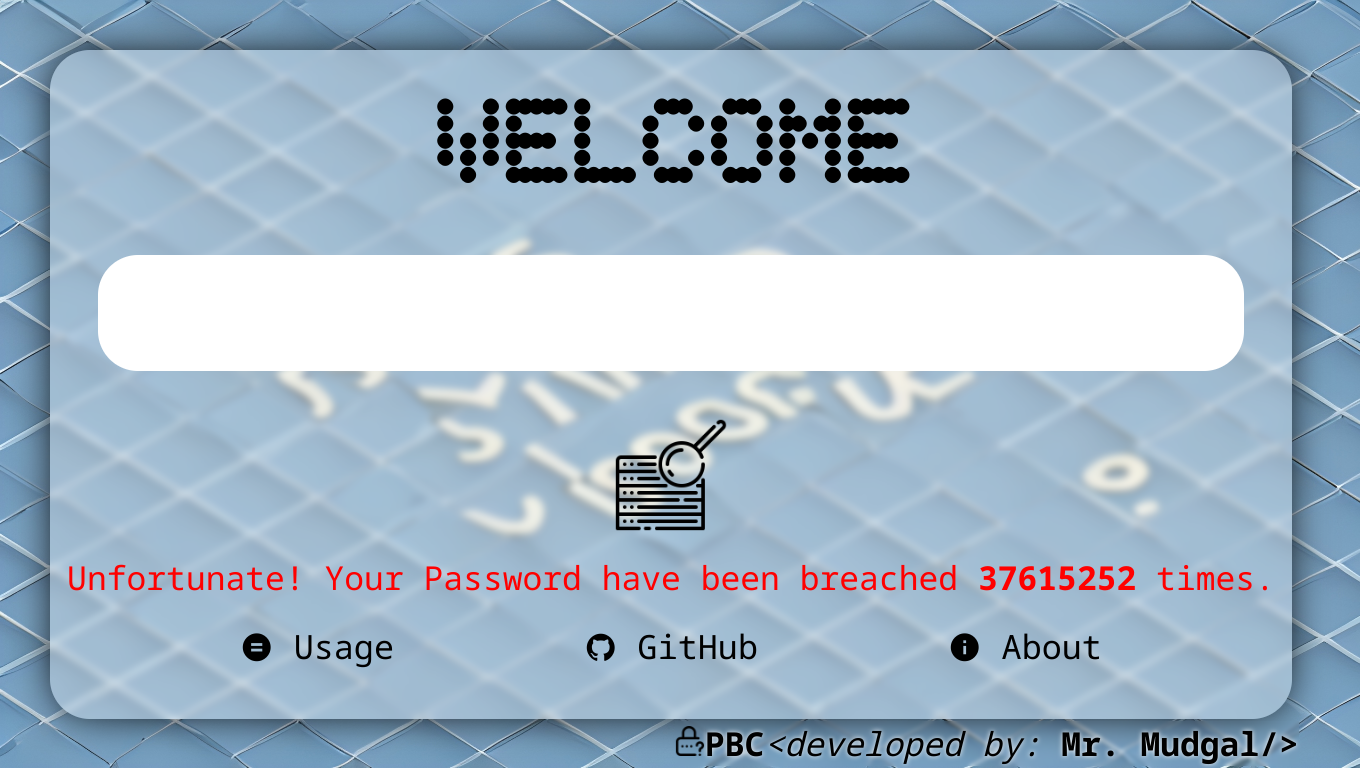 WELCOME
Unfortunate! Your Password have been breached 37615252 times.
Usage GitHub About
PBC<developed by: Mr. Mudgal/>